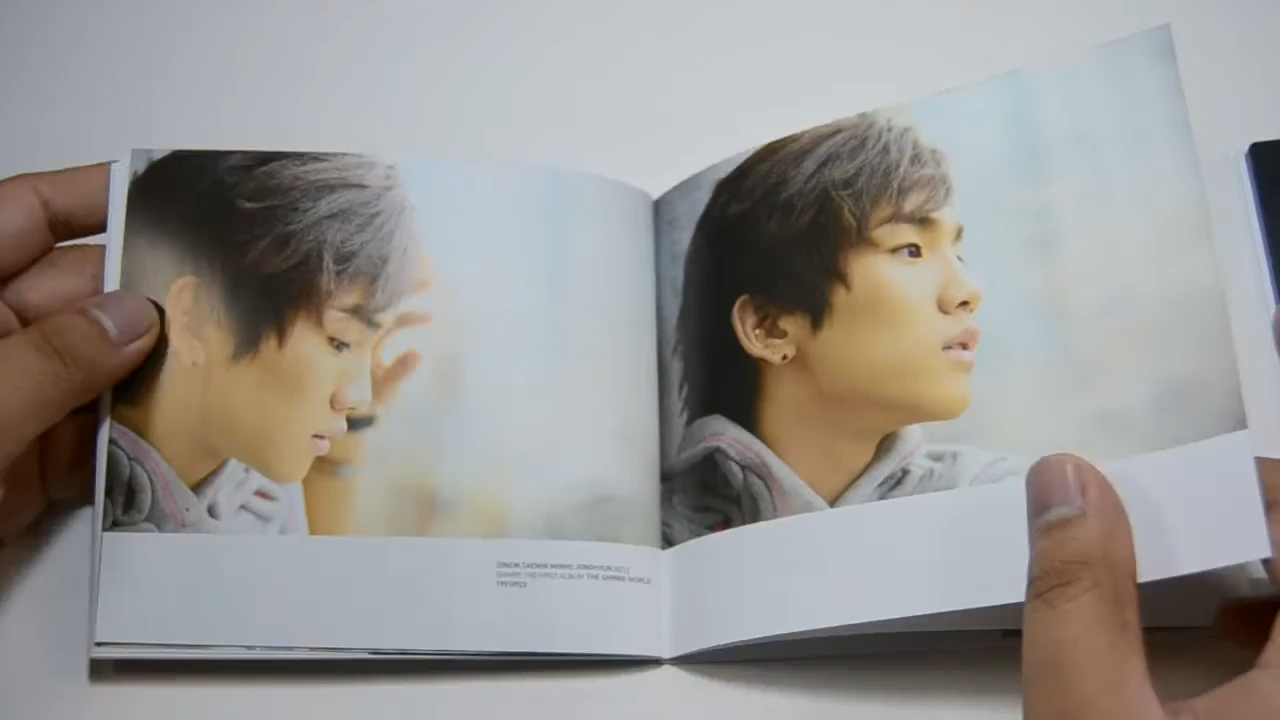 [ONEW.TAEMIN.MINHO.JONGHYUN.KEY]
SHINEE THE FIRST ALBUM THE SHINEE WORLD